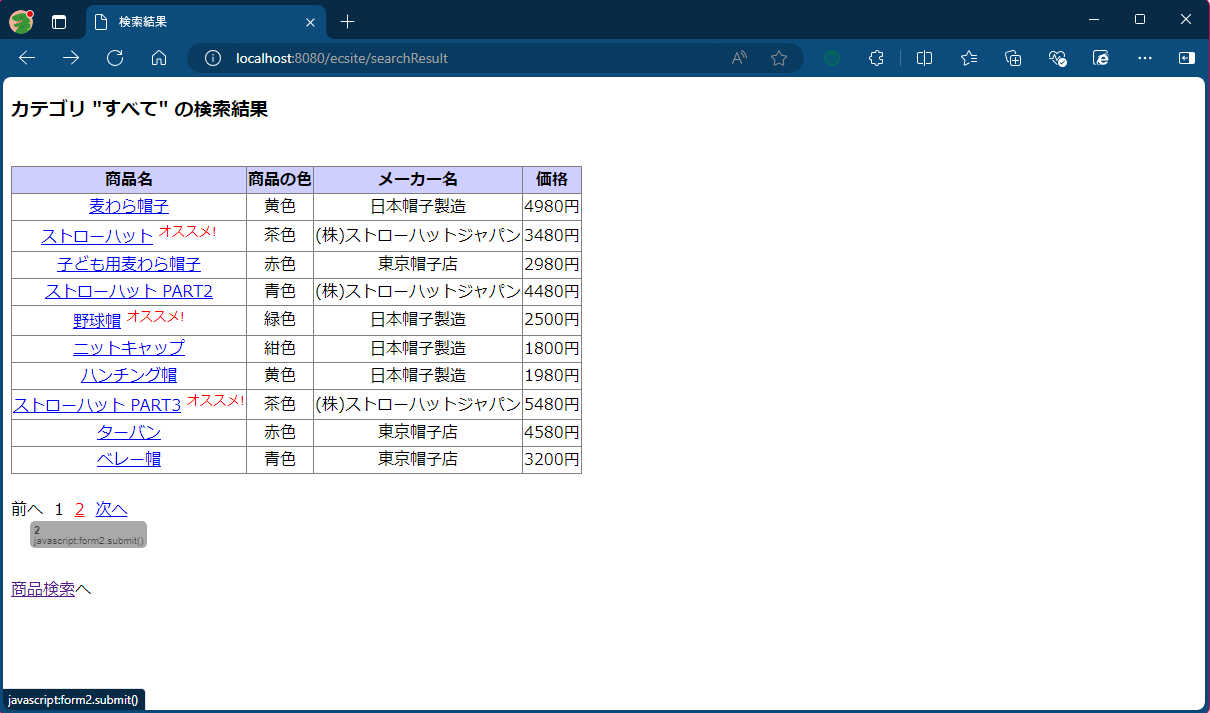 検索結果
localhost:8080/ecsite/searchResult
カテゴリ "すべて" の検索結果
商品名 商品の色 メーカー名 価格
麦わら帽子 黄色 日本帽子製造 4980円
ストローハット オススメ! 茶色 (株)ストローハットジャパン 3480円
子ども用麦わら帽子 赤色 東京帽子店 2980円
ストローハット PART2 青色 (株)ストローハットジャパン 4480円
野球帽 オススメ! 緑色 日本帽子製造 2500円
ニットキャップ 紺色 日本帽子製造 1800円
ハンチング帽 黄色 日本帽子製造 1980円
ストローハット PART3 オススメ! 茶色 (株)ストローハットジャパン 5480円
ターバン 赤色 東京帽子店 4580円
ベレー帽 青色 東京帽子店 3200円
前へ 1 2 次へ
2
javascript:form2.submit()
商品検索へ
javascript:form2.submit()